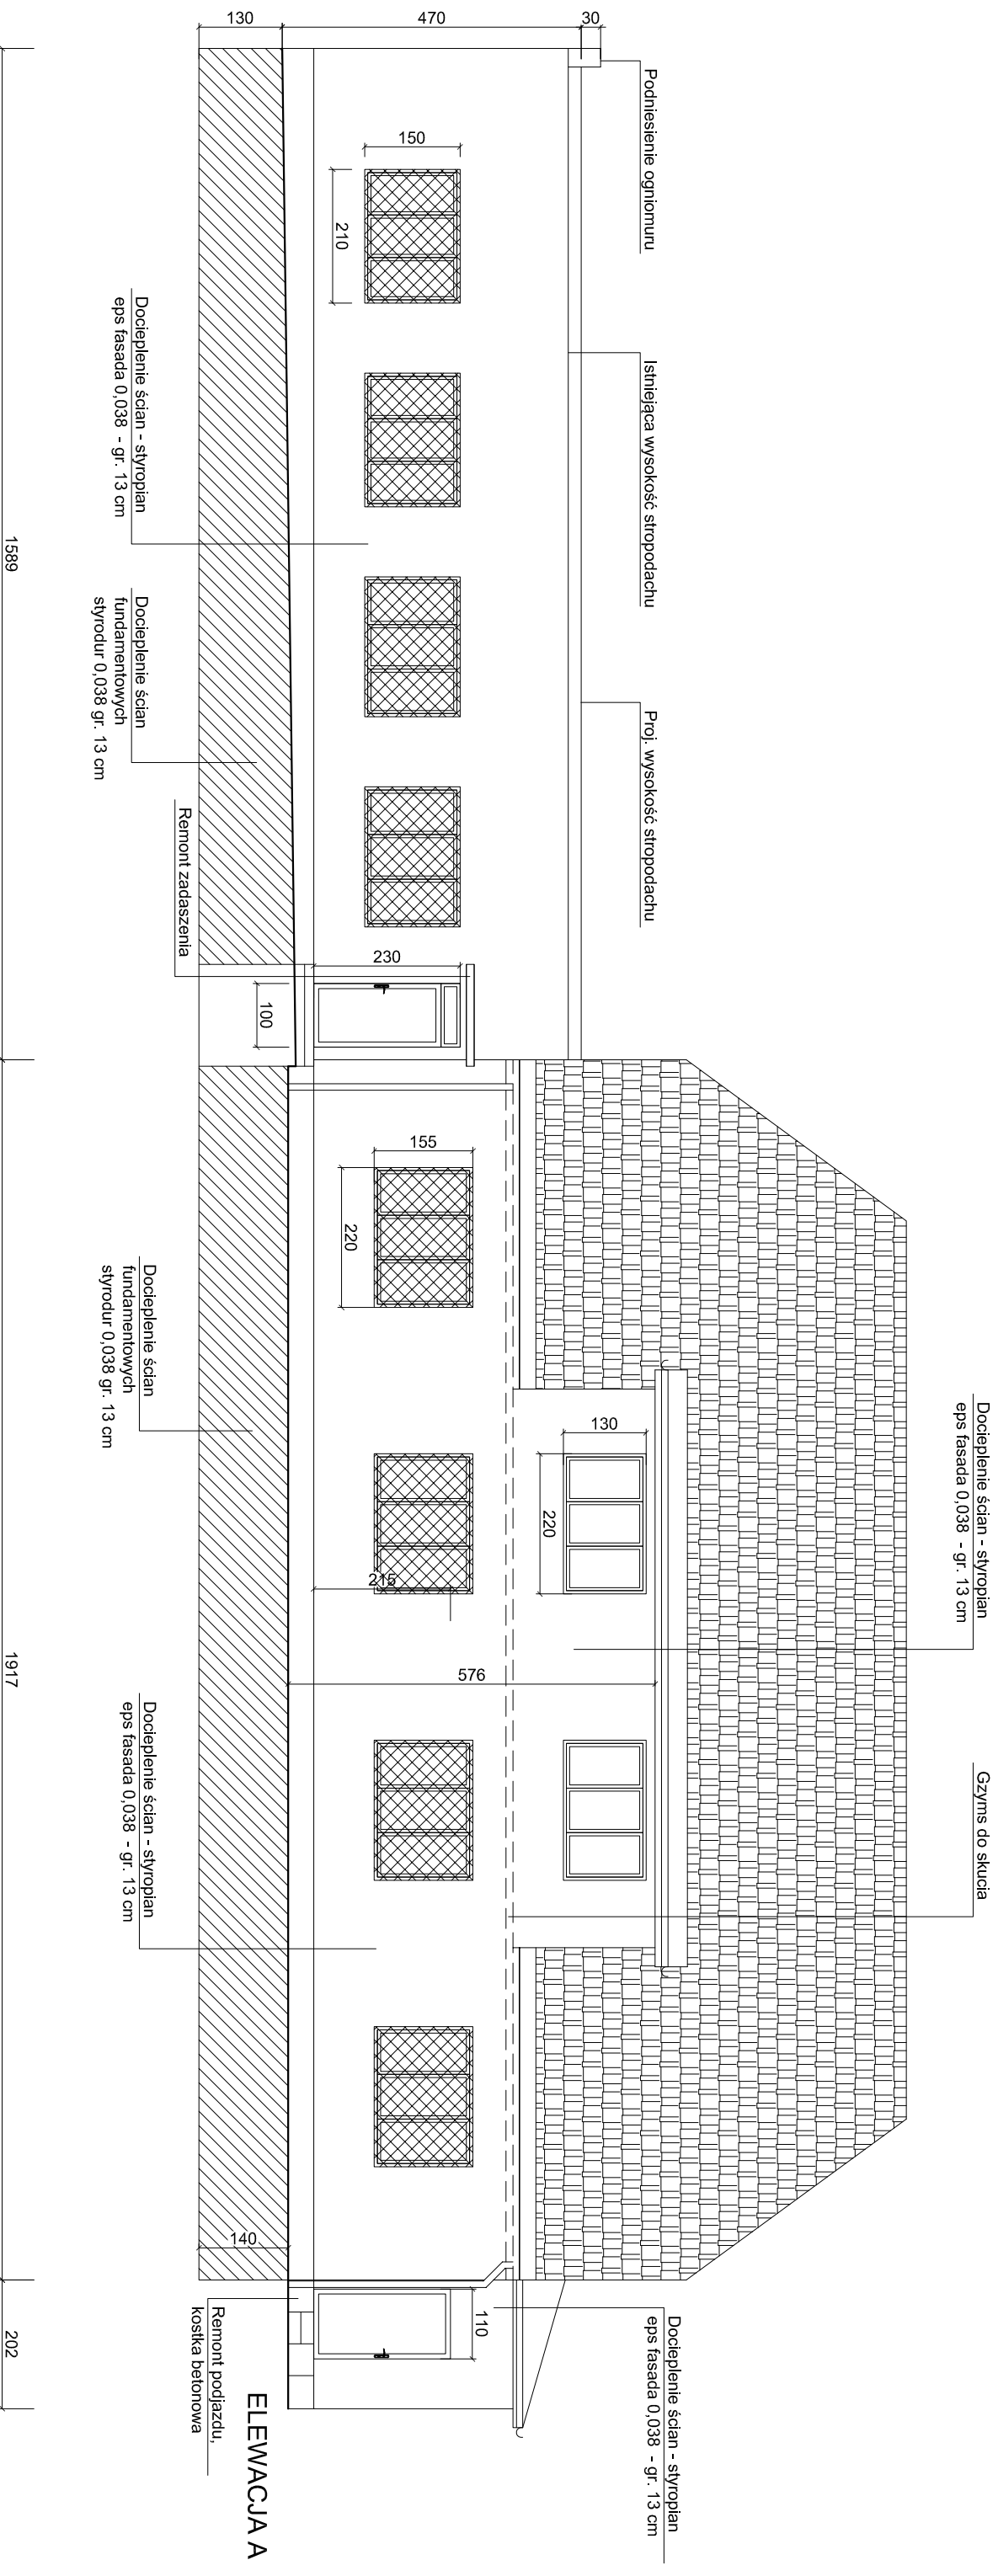 Docieplenie ścian - styropian
eps fasada 0,038 - gr. 13 cm
Gzyms do skucia
Podniesienie ogniomuru
Istniejąca wysokość stropodachu
Proj. wysokość stropodachu
Docieplenie ścian - styropian
eps fasada 0,038 - gr. 13 cm
30
470
130
150
210
230
100
155
220
130
220
215
576
140
110
Remont zadaszenia
Docieplenie ścian - styropian
eps fasada 0,038 - gr. 13 cm
Docieplenie ścian
fundamentowych
styrodur 0,038 gr. 13 cm
Docieplenie ścian
fundamentowych
styrodur 0,038 gr. 13 cm
Docieplenie ścian - styropian
eps fasada 0,038 - gr. 13 cm
Remont podjazdu,
kostka betonowa
ELEWACJA A
1589
1917
202